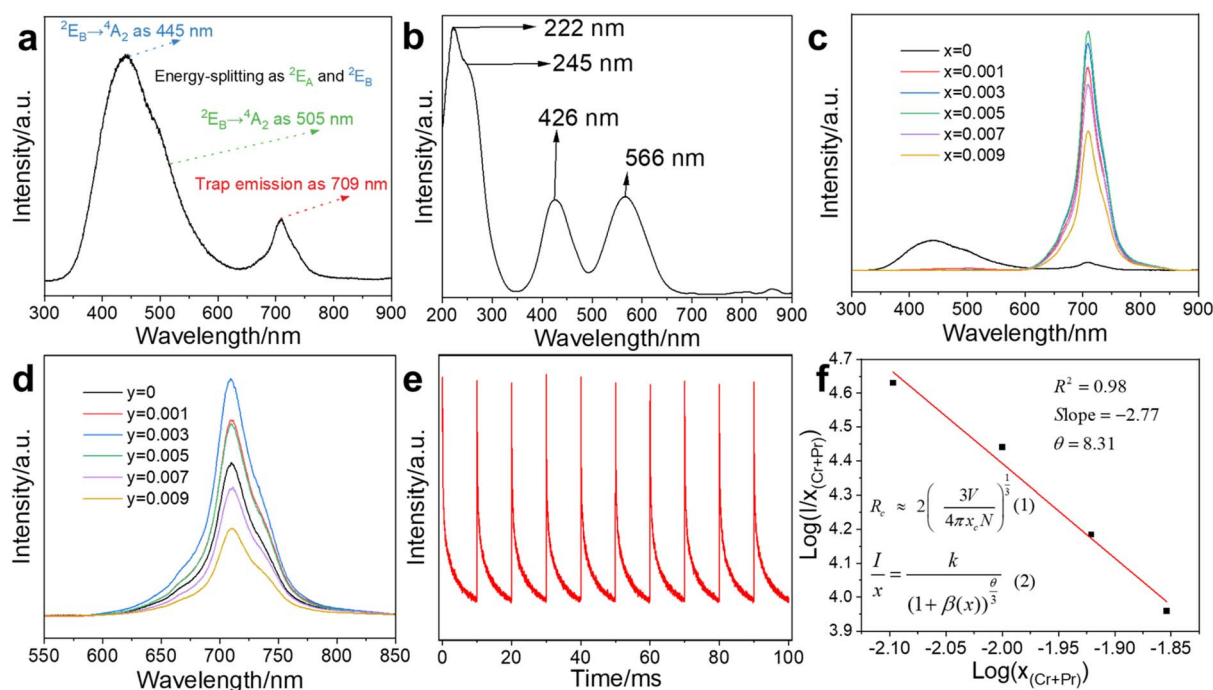 a
²E_B→⁴A₂ as 445 nm
Energy-splitting as ²E_A and ²E_B
²E_B→⁴A₂ as 505 nm
Trap emission as 709 nm
Intensity/a.u.
300 400 500 600 700 800 900
Wavelength/nm
b
222 nm
245 nm
426 nm
566 nm
Intensity/a.u.
200 300 400 500 600 700 800 900
Wavelength/nm
c
x=0
x=0.001
x=0.003
x=0.005
x=0.007
x=0.009
Intensity/a.u.
300 400 500 600 700 800 900
Wavelength/nm
d
y=0
y=0.001
y=0.003
y=0.005
y=0.007
y=0.009
Intensity/a.u.
550 600 650 700 750 800 850
Wavelength/nm
e
Intensity/a.u.
0 20 40 60 80 100
Time/ms
f
R² = 0.98
Slope = −2.77
θ = 8.31
R_c ≈ 2(3V/4πx_cN)^(1/3) (1)
I/x = k/(1+β(x))^(θ/3) (2)
Log(I/x_(Cr+Pr))
4.7
4.6
4.5
4.4
4.3
4.2
4.1
4.0
3.9
-2.10 -2.05 -2.00 -1.95 -1.90 -1.85
Log(x_(Cr+Pr))